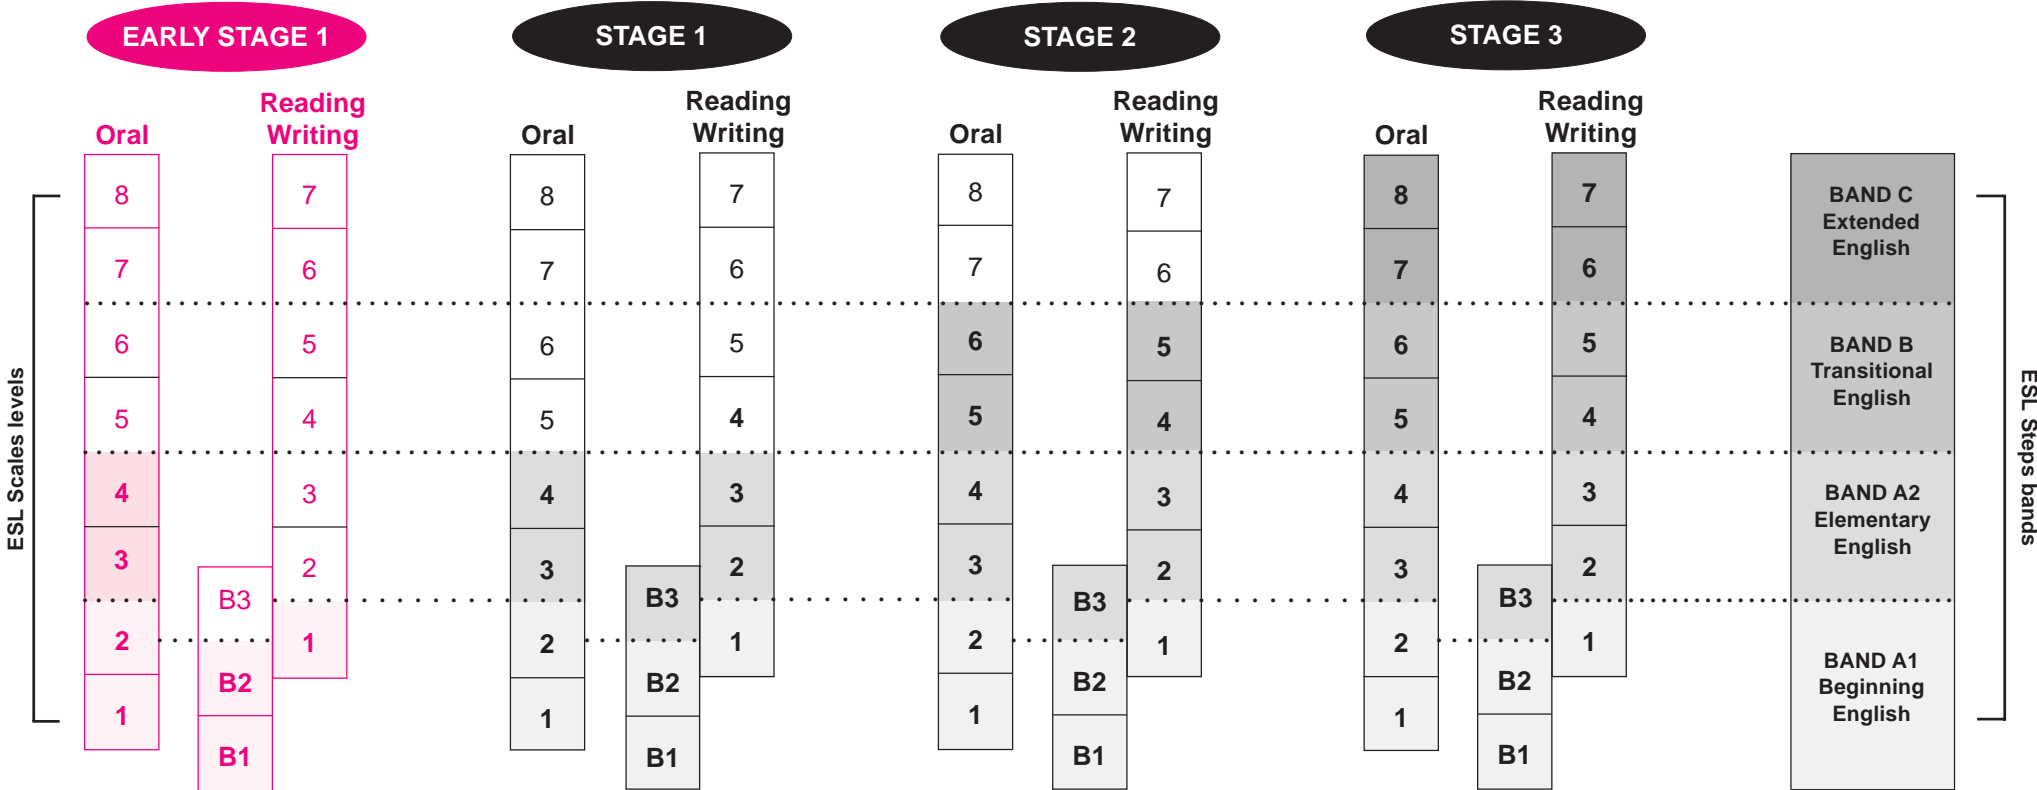 EARLY STAGE 1
STAGE 1
STAGE 2
STAGE 3
Oral
Reading
Writing
Oral
Reading
Writing
Oral
Reading
Writing
Oral
Reading
Writing
ESL Scales levels
8
7
6
5
4
3
2
1
B3
B2
B1
7
6
5
4
3
2
1
8
7
6
5
4
3
2
1
B3
B2
B1
7
6
5
4
3
2
1
8
7
6
5
4
3
2
1
B3
B2
B1
7
6
5
4
3
2
1
8
7
6
5
4
3
2
1
B3
B2
B1
7
6
5
4
3
2
1
BAND C
Extended
English
BAND B
Transitional
English
BAND A2
Elementary
English
BAND A1
Beginning
English
ESL Steps bands